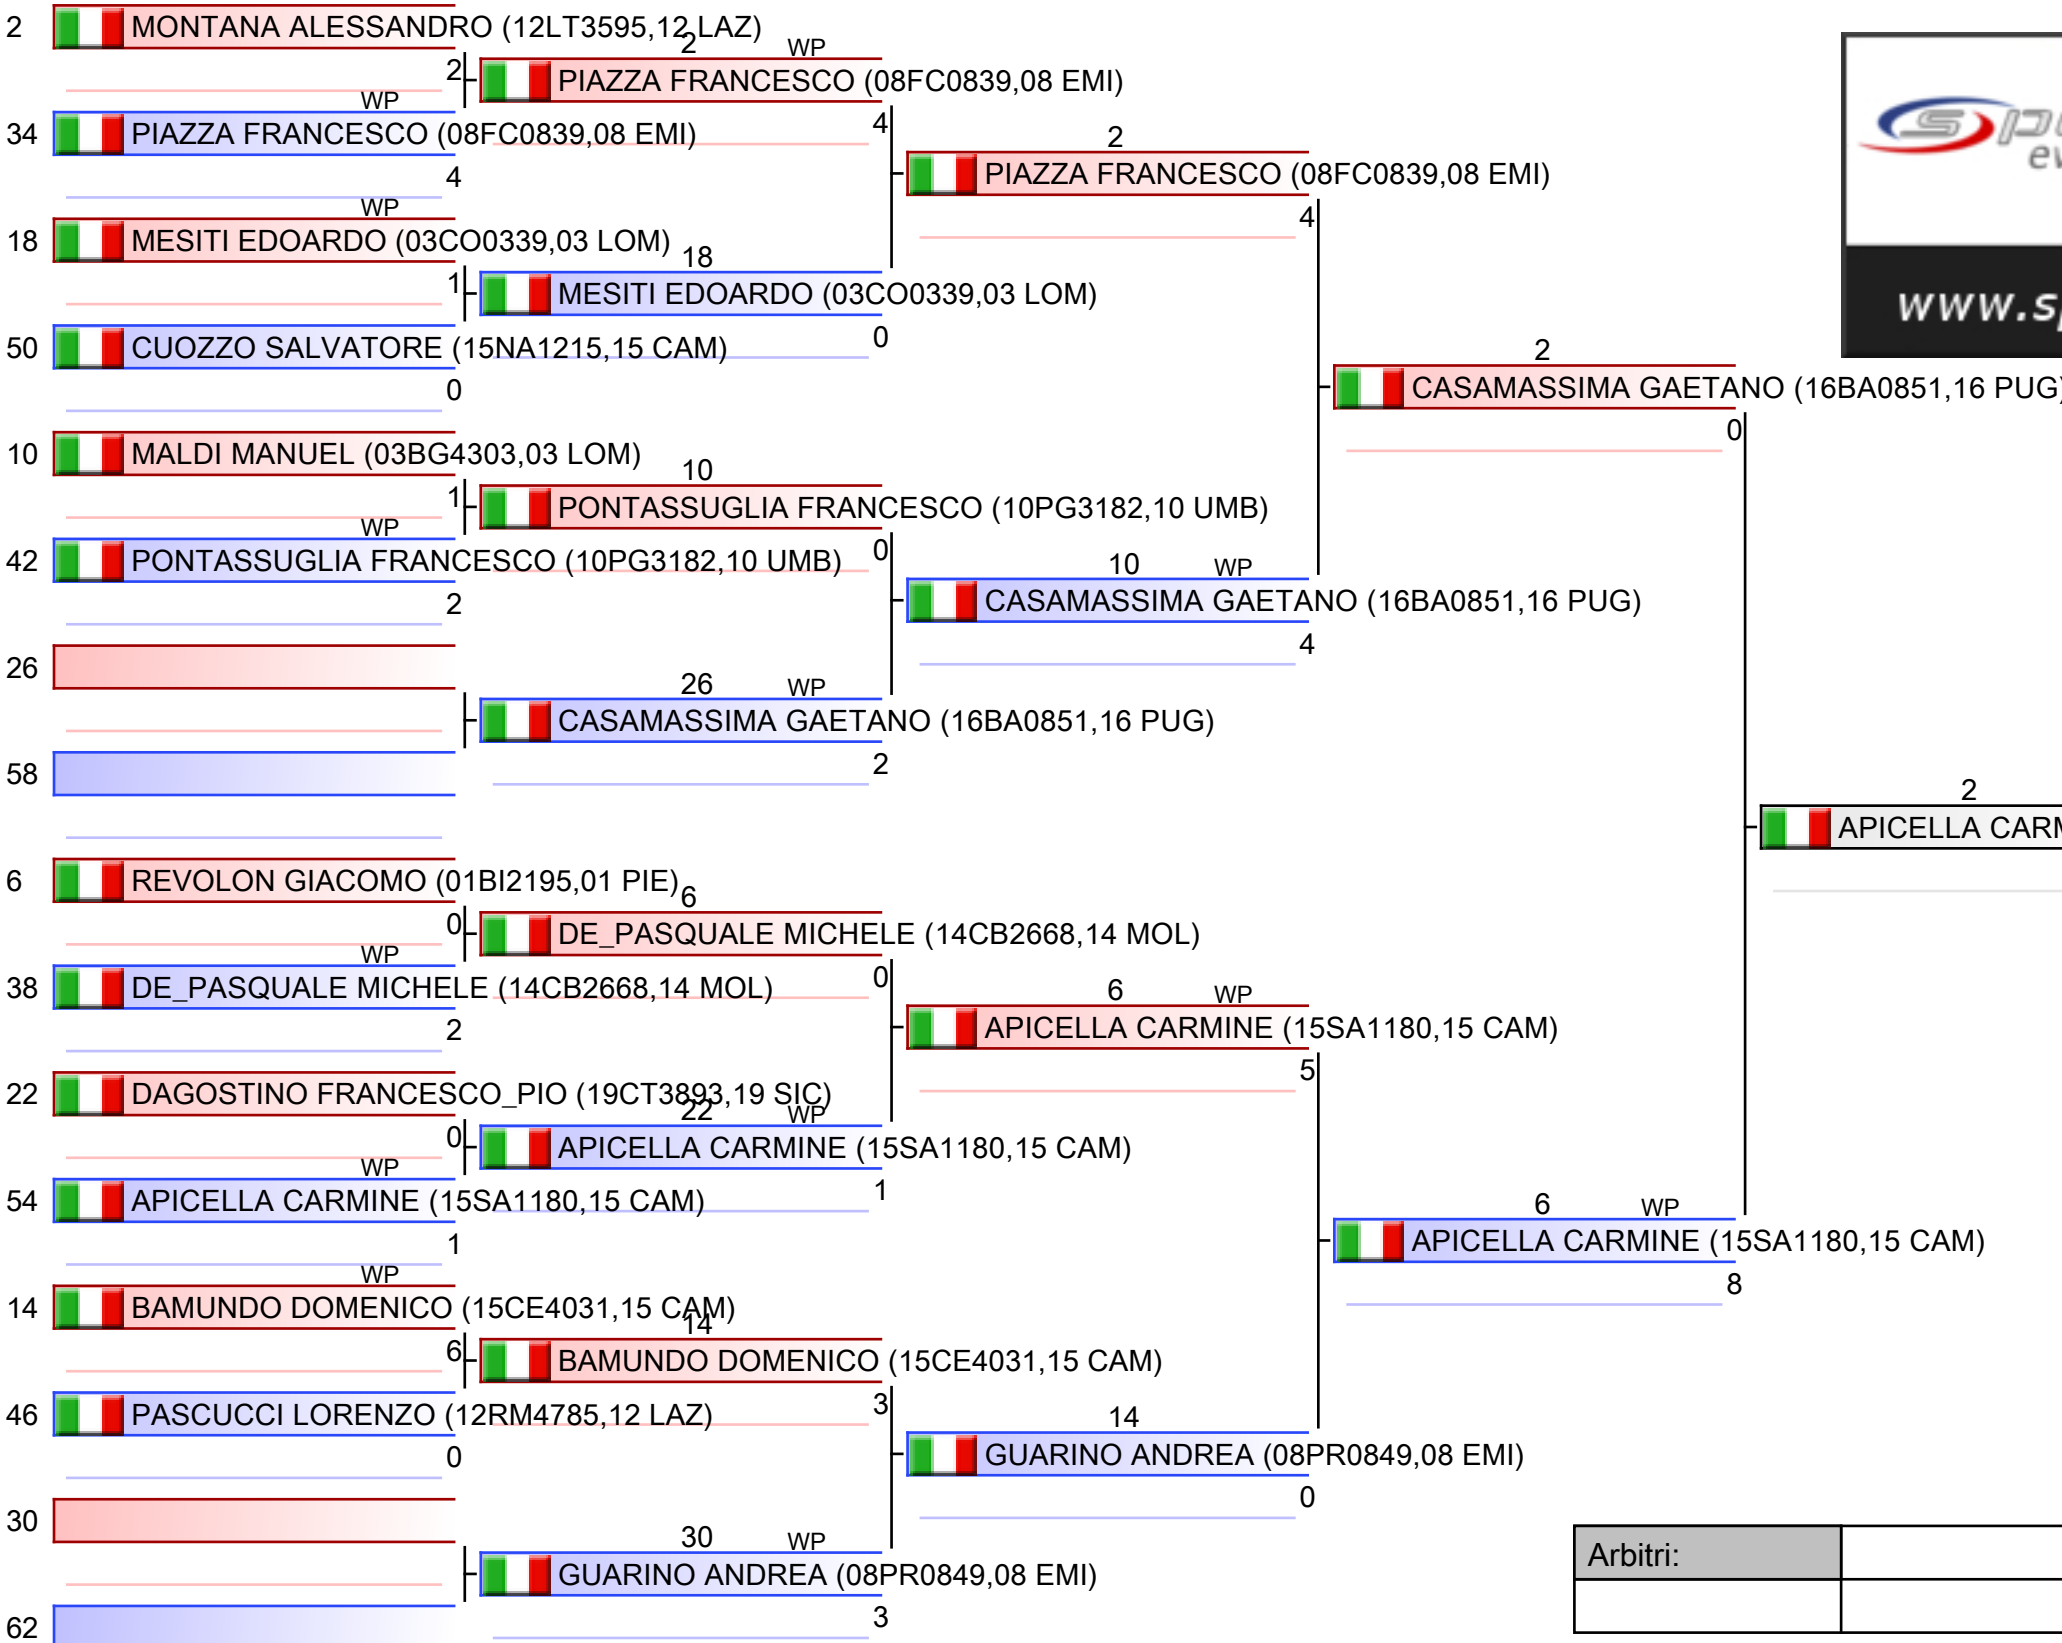 2 MONTANA ALESSANDRO (12LT3595,12 LAZ)
2 WP
2 PIAZZA FRANCESCO (08FC0839,08 EMI)
WP
34 PIAZZA FRANCESCO (08FC0839,08 EMI)
4
2
PIAZZA FRANCESCO (08FC0839,08 EMI)
4
WP
4
18 MESITI EDOARDO (03CO0339,03 LOM)
18
1 MESITI EDOARDO (03CO0339,03 LOM)
0
50 CUOZZO SALVATORE (15NA1215,15 CAM)
0
2
CASAMASSIMA GAETANO (16BA0851,16 PUG)
0
10 MALDI MANUEL (03BG4303,03 LOM)
10
1 PONTASSUGLIA FRANCESCO (10PG3182,10 UMB)
WP
0
42 PONTASSUGLIA FRANCESCO (10PG3182,10 UMB)
2
10 WP
CASAMASSIMA GAETANO (16BA0851,16 PUG)
4
26
26 WP
CASAMASSIMA GAETANO (16BA0851,16 PUG)
2
58
2
APICELLA
6 REVOLON GIACOMO (01BI2195,01 PIE)
6
0 DE_PASQUALE MICHELE (14CB2668,14 MOL)
WP
0
38 DE_PASQUALE MICHELE (14CB2668,14 MOL)
2
6 WP
APICELLA CARMINE (15SA1180,15 CAM)
5
22 DAGOSTINO FRANCESCO_PIO (19CT3893,19 SIC)
22 WP
0 APICELLA CARMINE (15SA1180,15 CAM)
WP
1
54 APICELLA CARMINE (15SA1180,15 CAM)
1
6 WP
APICELLA CARMINE (15SA1180,15 CAM)
8
WP
14 BAMUNDO DOMENICO (15CE4031,15 CAM)
14
6 BAMUNDO DOMENICO (15CE4031,15 CAM)
3
46 PASCUCCI LORENZO (12RM4785,12 LAZ)
0
14
GUARINO ANDREA (08PR0849,08 EMI)
0
30
30 WP
GUARINO ANDREA (08PR0849,08 EMI)
3
62
Arbitri: